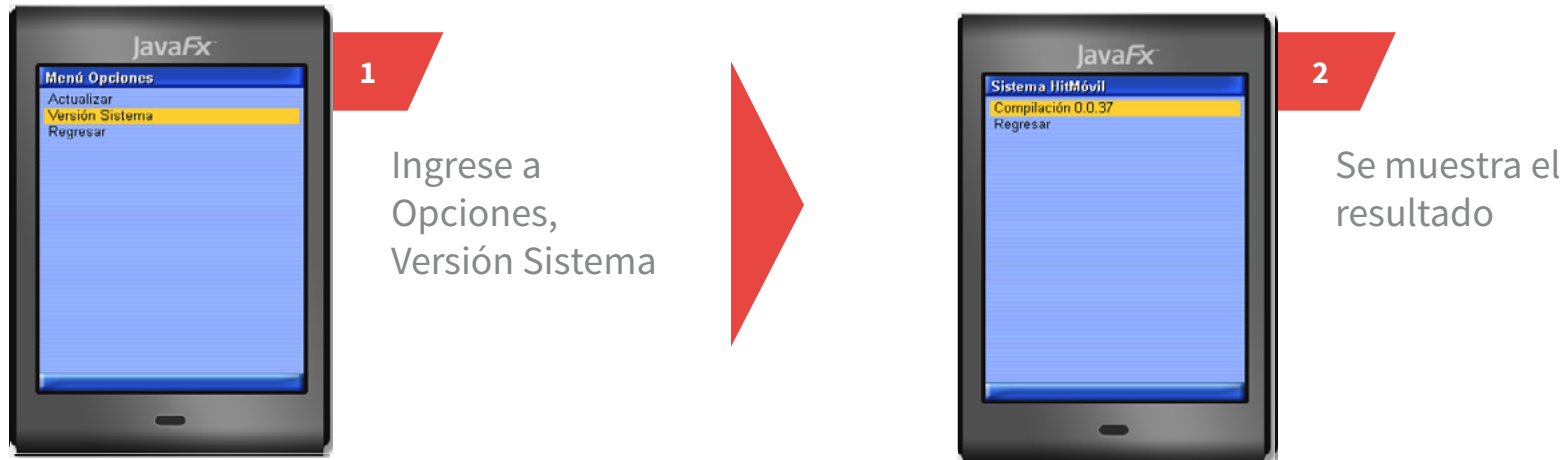 JavaFx
Menú Opciones
Actualizar
Versión Sistema
Regresar
1
Ingrese a
Opciones,
Versión Sistema
JavaFx
Sistema HitMóvil
Compilación 0.0.37
Regresar
2
Se muestra el
resultado